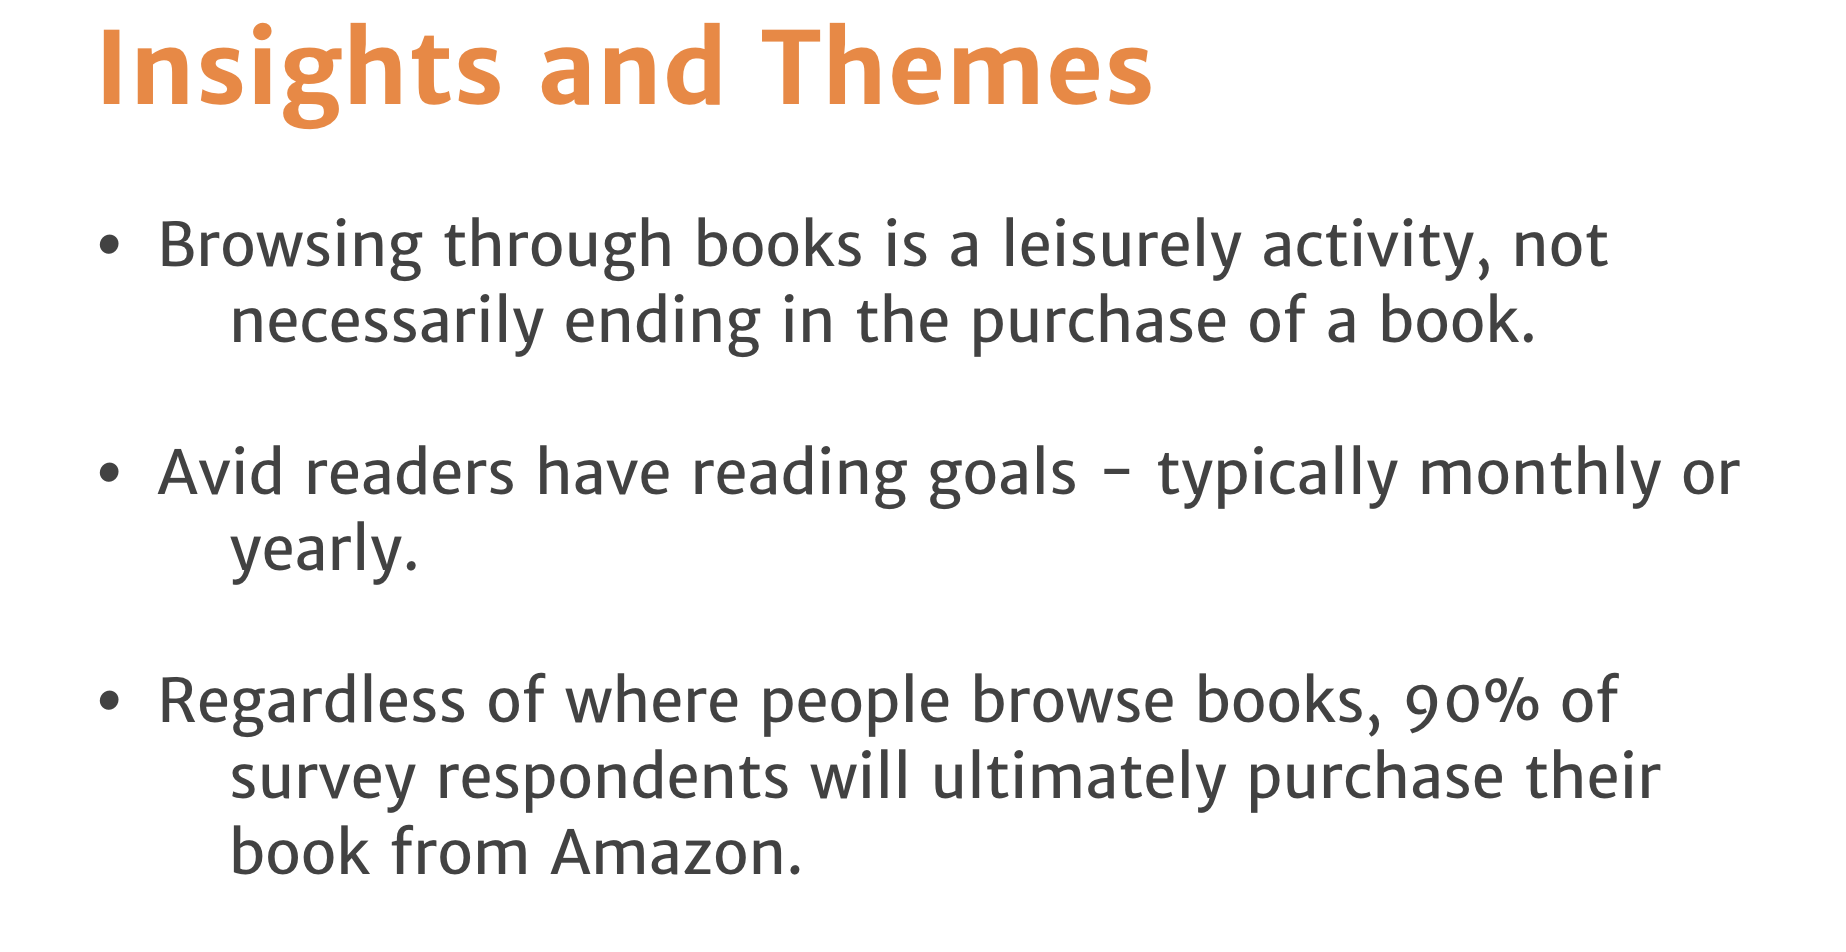 Insights and Themes
• Browsing through books is a leisurely activity, not
necessarily ending in the purchase of a book.
• Avid readers have reading goals - typically monthly or
yearly.
• Regardless of where people browse books, 90% of
survey respondents will ultimately purchase their
book from Amazon.